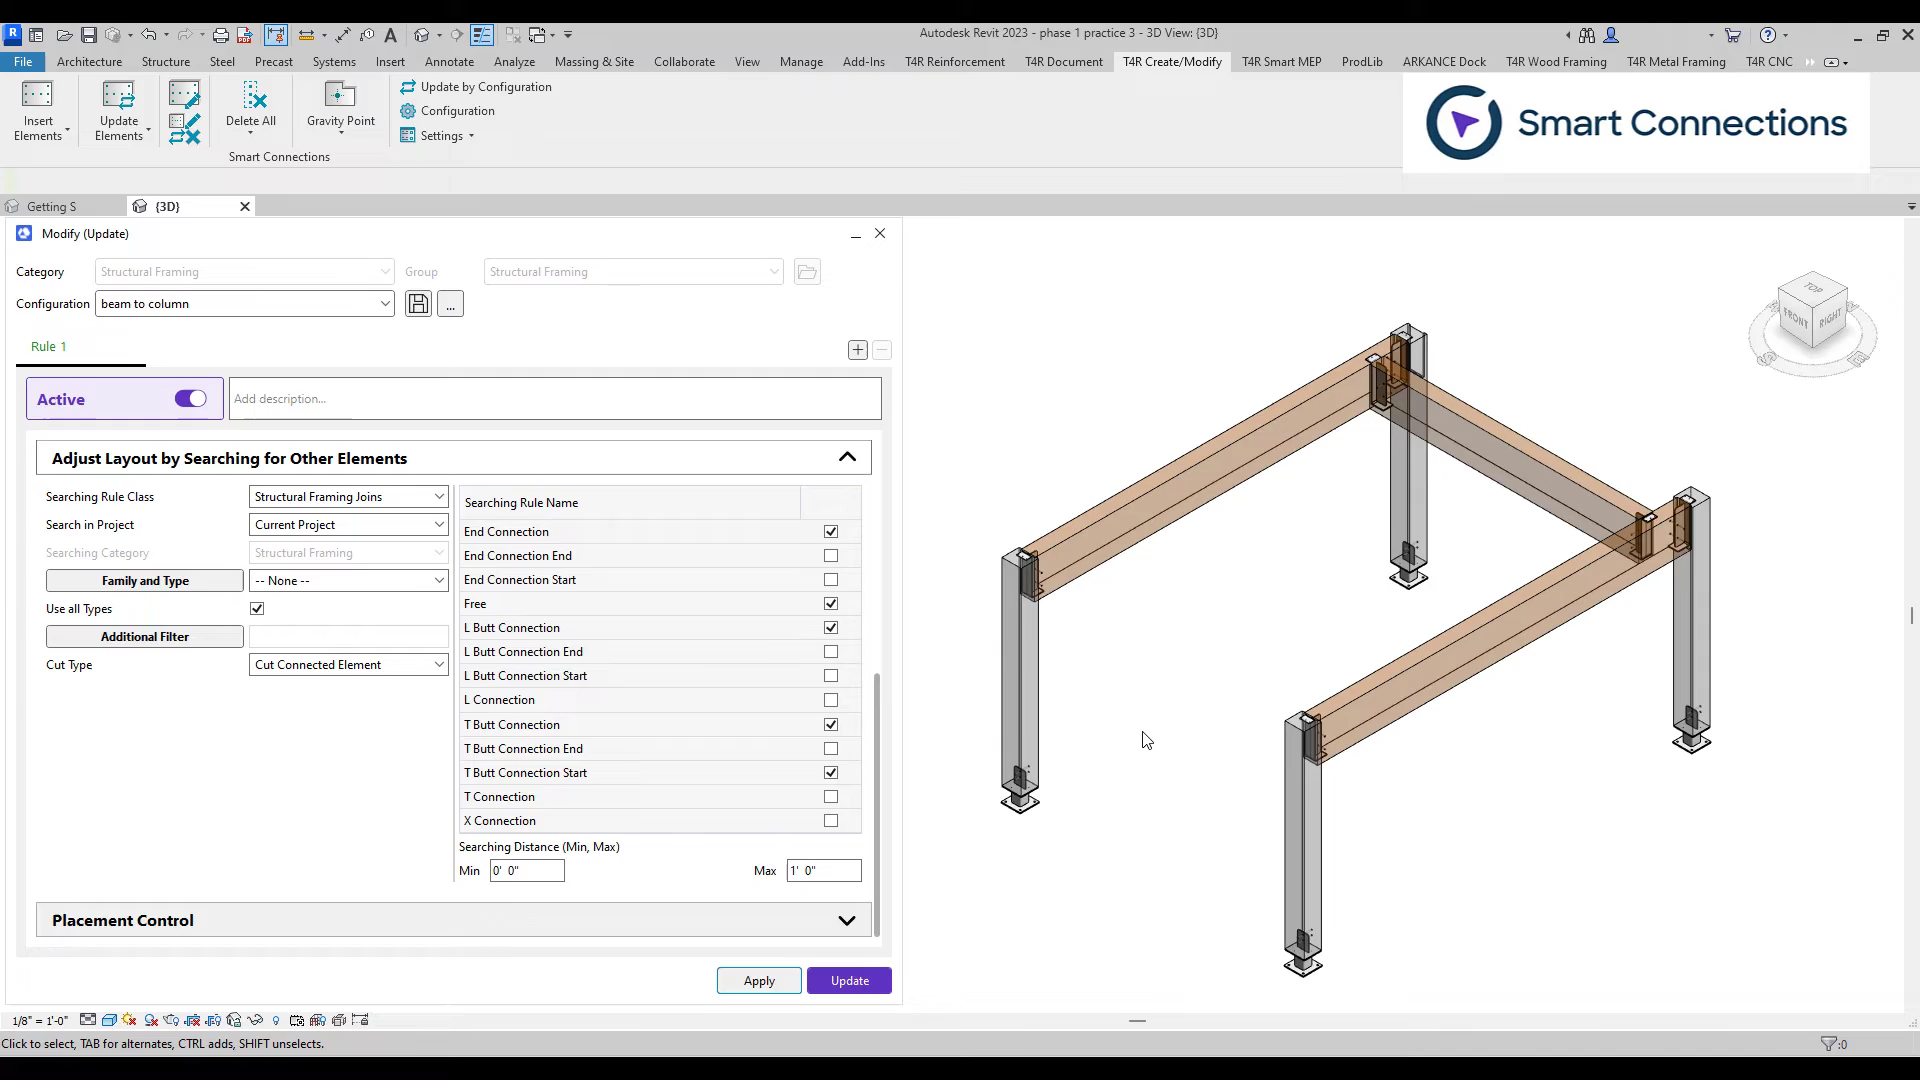 Autodesk Revit 2023 - phase 1 practice 3 - 3D View: {3D}
File Architecture Structure Steel Precast Systems Insert Annotate Analyze Massing & Site Collaborate View Manage Add-Ins T4R Reinforcement T4R Document T4R Create/Modify T4R Smart MEP ProdLib ARKANCE Dock T4R Wood Framing T4R Metal Framing T4R CNC
Insert Elements
Update Elements
Delete All
Gravity Point
Update by Configuration
Configuration
Settings
Smart Connections
Smart Connections
Getting S
{3D}
Modify (Update)
Category Structural Framing Group Structural Framing
Configuration beam to column ...
Rule 1
Active Add description...
Adjust Layout by Searching for Other Elements
Searching Rule Class Structural Framing Joins
Search in Project Current Project
Searching Category Structural Framing
Family and Type -- None --
Use all Types
Additional Filter
Cut Type Cut Connected Element
Searching Rule Name
End Connection
End Connection End
End Connection Start
Free
L Butt Connection
L Butt Connection End
L Butt Connection Start
L Connection
T Butt Connection
T Butt Connection End
T Butt Connection Start
T Connection
X Connection
Searching Distance (Min, Max)
Min 0' 0" Max 1' 0"
Placement Control
Apply Update
TOP
FRONT RIGHT
S E
1/8" = 1'-0"
Click to select, TAB for alternates, CTRL adds, SHIFT unselects.
:0